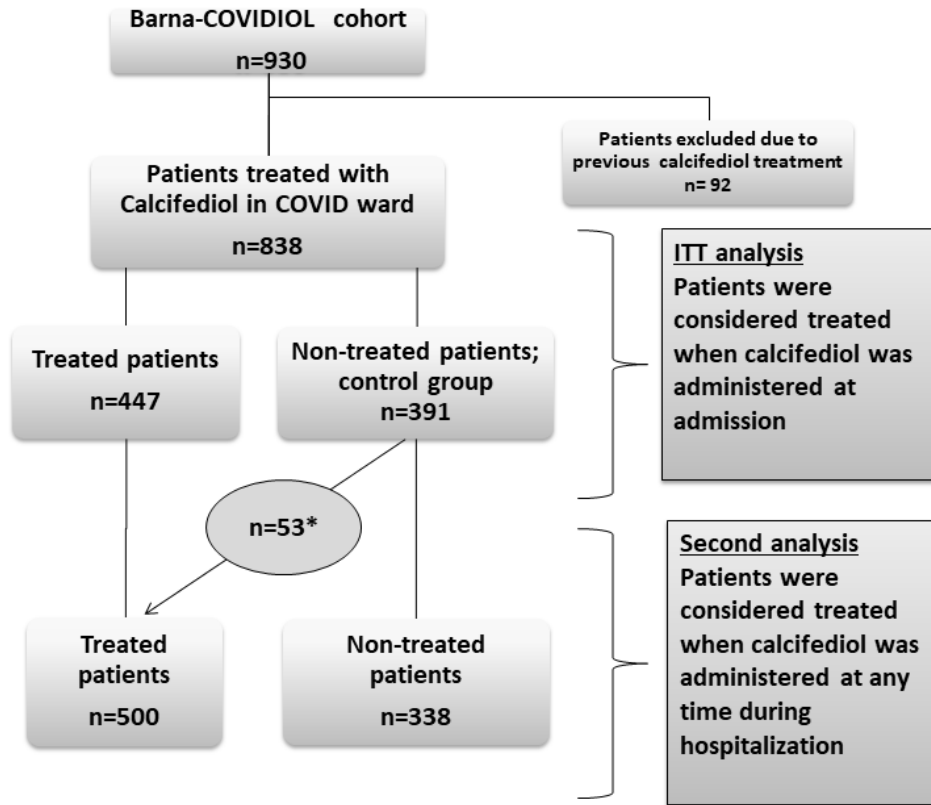 Barna-COVIDIOL cohort
n=930
Patients excluded due to
previous calcifediol treatment
n= 92
Patients treated with
Calcifediol in COVID ward
n=838
ITT analysis
Patients were
considered treated
when calcifediol was
administered at
admission
Treated patients
n=447
Non-treated patients;
control group
n=391
n=53*
Second analysis
Patients were
considered treated
when calcifediol was
administered at any
time during
hospitalization
Treated
patients
n=500
Non-treated
patients
n=338